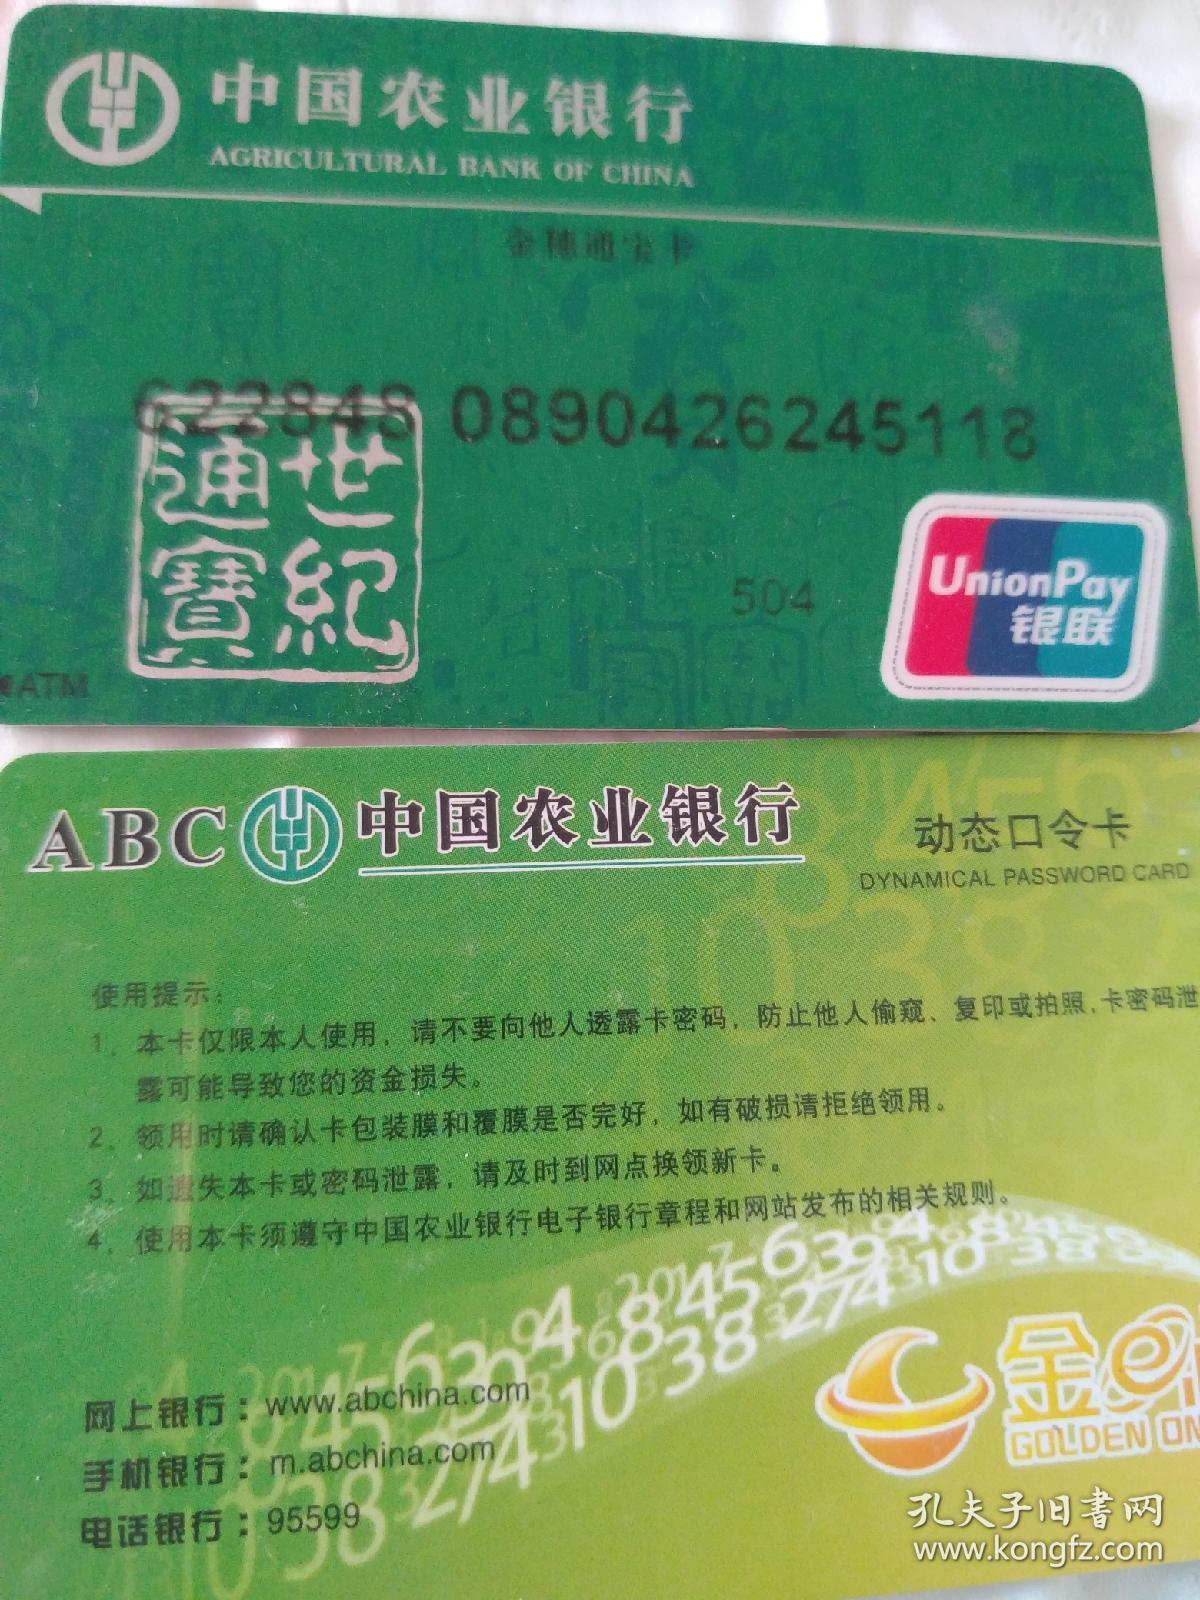 中国农业银行
AGRICULTURAL BANK OF CHINA
金穗通宝卡
622848 0890426245118
世纪
通寶
504
UnionPay
银联
ATM
ABC 中国农业银行
动态口令卡
DYNAMICAL PASSWORD CARD
使用提示：
1、本卡仅限本人使用，请不要向他人透露卡密码，防止他人偷窥、复印或拍照，卡密码泄
露可能导致您的资金损失。
2、领用时请确认卡包装膜和覆膜是否完好，如有破损请拒绝领用。
3、如遗失本卡或密码泄露，请及时到网点换领新卡。
4、使用本卡须遵守中国农业银行电子银行章程和网站发布的相关规则。
网上银行：www.abchina.com
手机银行：m.abchina.com
电话银行：95599
金e
GOLDEN ON
孔夫子旧书网
www.kongfz.com